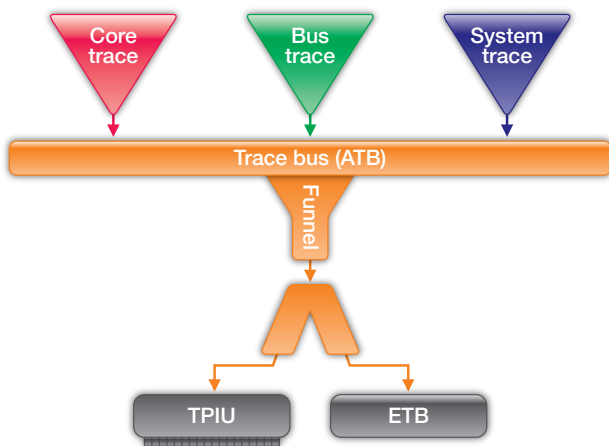 Core
trace
Bus
trace
System
trace
Trace bus (ATB)
Funnel
TPIU
ETB